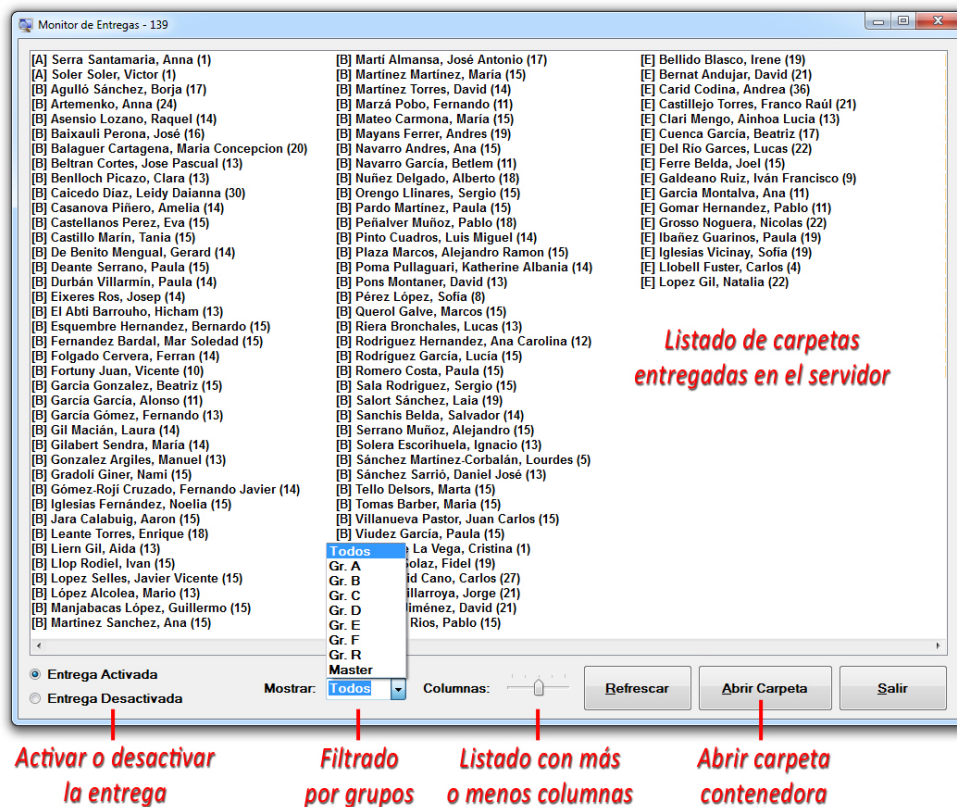 Monitor de Entregas - 139
[A] Serra Santamaria, Anna (1)
[A] Soler Soler, Victor (1)
[B] Agulló Sánchez, Borja (17)
[B] Artemenko, Anna (24)
[B] Asensio Lozano, Raquel (14)
[B] Baixauli Perona, José (16)
[B] Balaguer Cartagena, Maria Concepcion (20)
[B] Beltran Cortes, Jose Pascual (13)
[B] Benlloch Picazo, Clara (13)
[B] Caicedo Díaz, Leidy Daianna (30)
[B] Casanova Piñero, Amelia (14)
[B] Castellanos Perez, Eva (15)
[B] Castillo Marín, Tania (15)
[B] De Benito Mengual, Gerard (14)
[B] Deante Serrano, Paula (15)
[B] Durbán Villarmín, Paula (14)
[B] Eixeres Ros, Josep (14)
[B] El Abti Barrouho, Hicham (13)
[B] Esquembre Hernandez, Bernardo (15)
[B] Fernandez Bardal, Mar Soledad (15)
[B] Folgado Cervera, Ferran (14)
[B] Fortuny Juan, Vicente (10)
[B] Garcia Gonzalez, Beatriz (15)
[B] García García, Alonso (11)
[B] García Gómez, Fernando (13)
[B] Gil Macián, Laura (14)
[B] Gilabert Sendra, María (14)
[B] Gonzalez Argiles, Manuel (13)
[B] Gradolí Giner, Nami (15)
[B] Gómez-Rojí Cruzado, Fernando Javier (14)
[B] Iglesias Fernández, Noelia (15)
[B] Jara Calabuig, Aaron (15)
[B] Leante Torres, Enrique (18)
[B] Liern Gil, Aida (13)
[B] Llop Rodiel, Ivan (15)
[B] Lopez Selles, Javier Vicente (15)
[B] López Alcolea, Mario (13)
[B] Manjabacas López, Guillermo (15)
[B] Martinez Sanchez, Ana (15)
[B] Martí Almansa, José Antonio (17)
[B] Martínez Martínez, María (15)
[B] Martínez Torres, David (14)
[B] Marzá Pobo, Fernando (11)
[B] Mateo Carmona, María (15)
[B] Mayans Ferrer, Andres (19)
[B] Navarro Andres, Ana (15)
[B] Navarro García, Betlem (11)
[B] Nuñez Delgado, Alberto (18)
[B] Orengo Llinares, Sergio (15)
[B] Pardo Martínez, Paula (15)
[B] Peñalver Muñoz, Pablo (18)
[B] Pinto Cuadros, Luis Miguel (14)
[B] Plaza Marcos, Alejandro Ramon (15)
[B] Poma Pullaguari, Katherine Albania (14)
[B] Pons Montaner, David (13)
[B] Pérez López, Sofía (8)
[B] Querol Galve, Marcos (15)
[B] Riera Bronchales, Lucas (13)
[B] Rodriguez Hernandez, Ana Carolina (12)
[B] Rodríguez García, Lucía (15)
[B] Romero Costa, Paula (15)
[B] Sala Rodriguez, Sergio (15)
[B] Salort Sánchez, Laia (19)
[B] Sanchis Belda, Salvador (14)
[B] Serrano Muñoz, Alejandro (15)
[B] Solera Escorihuela, Ignacio (13)
[B] Sánchez Martínez-Corbalán, Lourdes (5)
[B] Sánchez Sarrió, Daniel José (13)
[B] Tello Delsors, Marta (15)
[B] Tomas Barber, Maria (15)
[B] Villanueva Pastor, Juan Carlos (15)
[B] Viudez García, Paula (15)
La Vega, Cristina (1)
Fidel (19)
Cano, Carlos (27)
Jorge (21)
Jiménez, David (21)
Rios, Pablo (15)
[E] Bellido Blasco, Irene (19)
[E] Bernat Andujar, David (21)
[E] Carid Codina, Andrea (36)
[E] Castillejo Torres, Franco Raúl (21)
[E] Clari Mengo, Ainhoa Lucia (13)
[E] Cuenca García, Beatriz (17)
[E] Del Río Garces, Lucas (22)
[E] Ferre Belda, Joel (15)
[E] Galdeano Ruiz, Iván Francisco (9)
[E] Garcia Montalva, Ana (11)
[E] Gomar Hernandez, Pablo (11)
[E] Grosso Noguera, Nicolas (22)
[E] Ibañez Guarinos, Paula (19)
[E] Iglesias Vicinay, Sofía (19)
[E] Llobell Fuster, Carlos (4)
[E] Lopez Gil, Natalia (22)
Listado de carpetas
entregadas en el servidor
Todos
Gr. A
Gr. B
Gr. C
Gr. D
Gr. E
Gr. F
Gr. R
Master
Entrega Activada
Entrega Desactivada
Mostrar: Todos
Columnas:
Refrescar
Abrir Carpeta
Salir
Activar o desactivar
la entrega
Filtrado
por grupos
Listado con más
o menos columnas
Abrir carpeta
contenedora